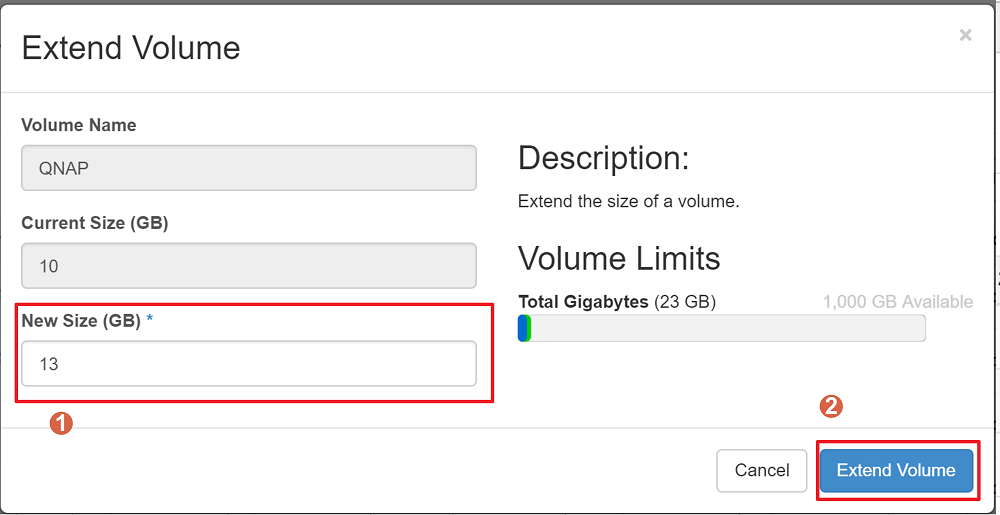 Extend Volume
×
Volume Name
QNAP
Current Size (GB)
10
New Size (GB) *
13
1
Description:
Extend the size of a volume.
Volume Limits
Total Gigabytes (23 GB) 1,000 GB Available
2
Cancel
Extend Volume